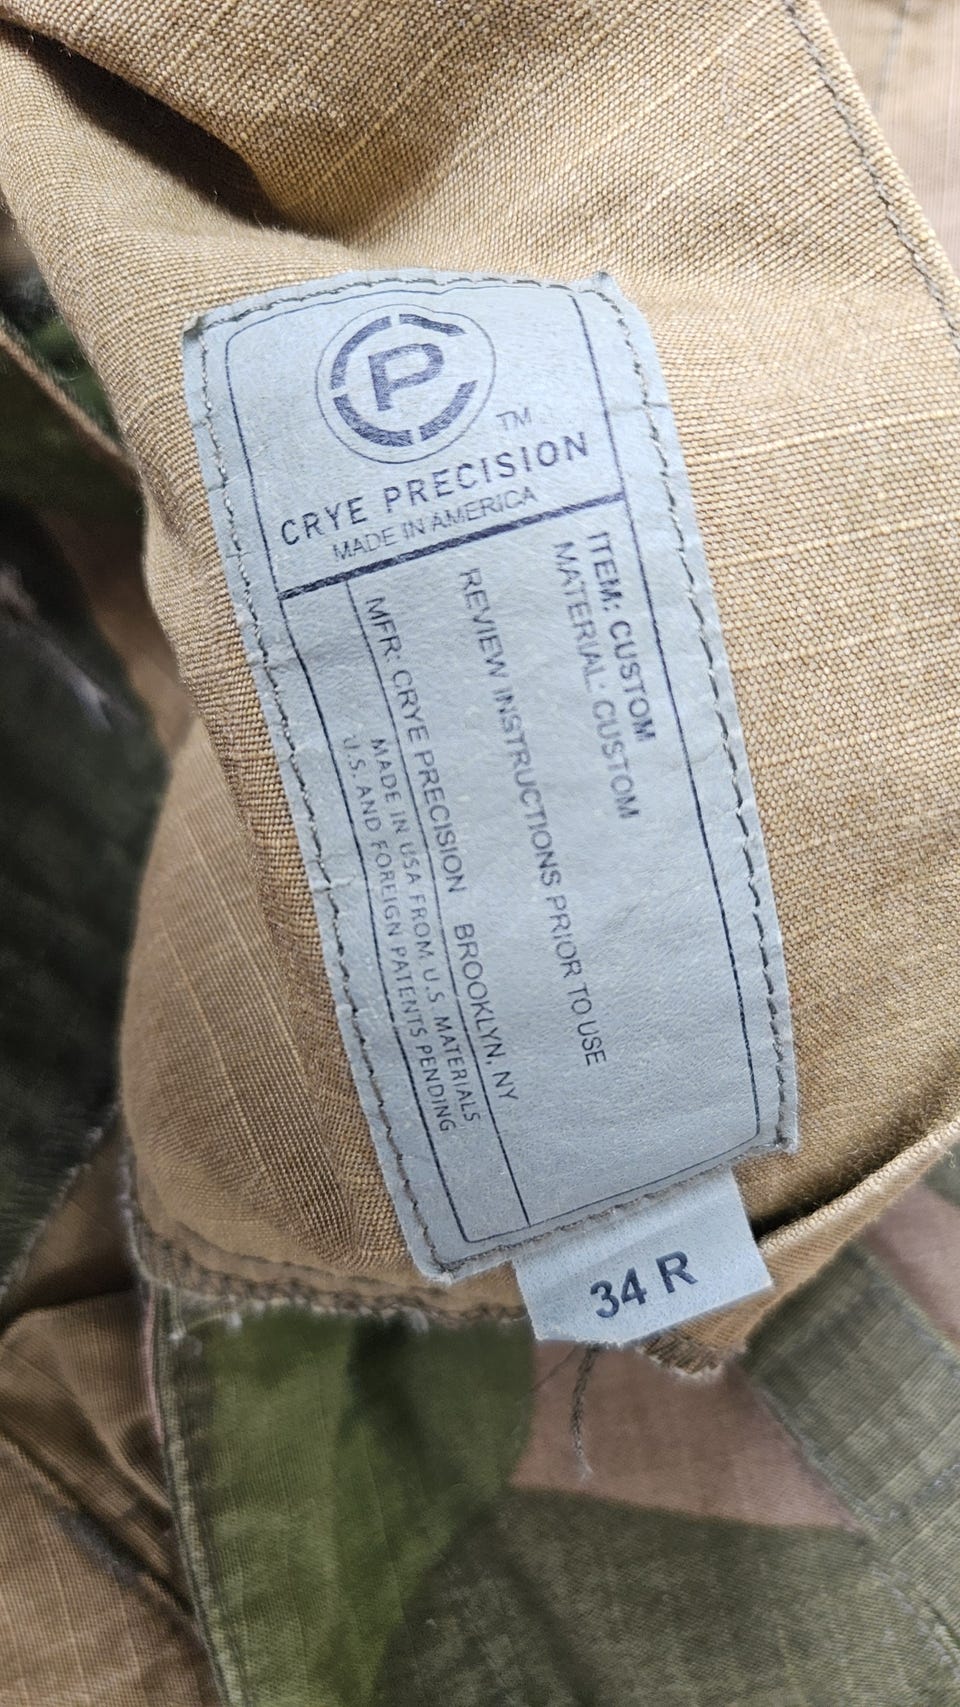 P
TM
CRYE PRECISION
MADE IN AMERICA
ITEM: CUSTOM
MATERIAL: CUSTOM
REVIEW INSTRUCTIONS PRIOR TO USE
MFR: CRYE PRECISION BROOKLYN, NY
MADE IN USA FROM U.S. MATERIALS
U.S. AND FOREIGN PATENTS PENDING
34 R